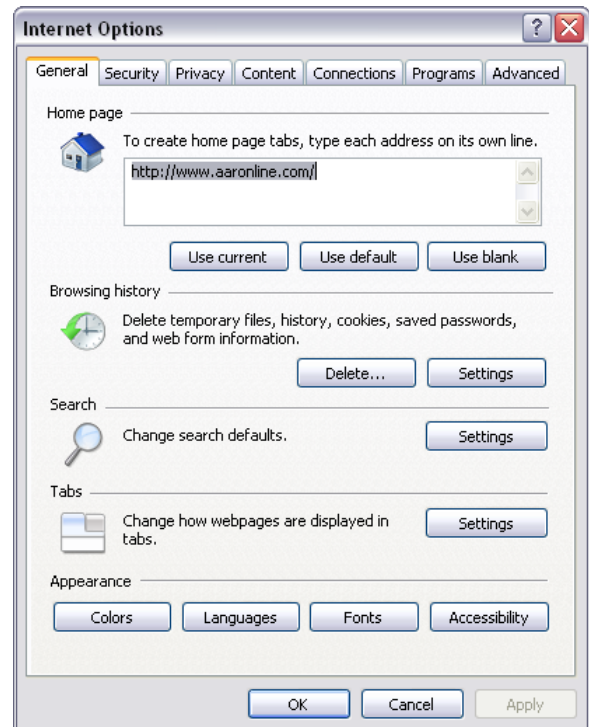 Internet Options
General Security Privacy Content Connections Programs Advanced
Home page
To create home page tabs, type each address on its own line.
http://www.aaronline.com/
Use current Use default Use blank
Browsing history
Delete temporary files, history, cookies, saved passwords,
and web form information.
Delete... Settings
Search
Change search defaults. Settings
Tabs
Change how webpages are displayed in
tabs. Settings
Appearance
Colors Languages Fonts Accessibility
OK Cancel Apply